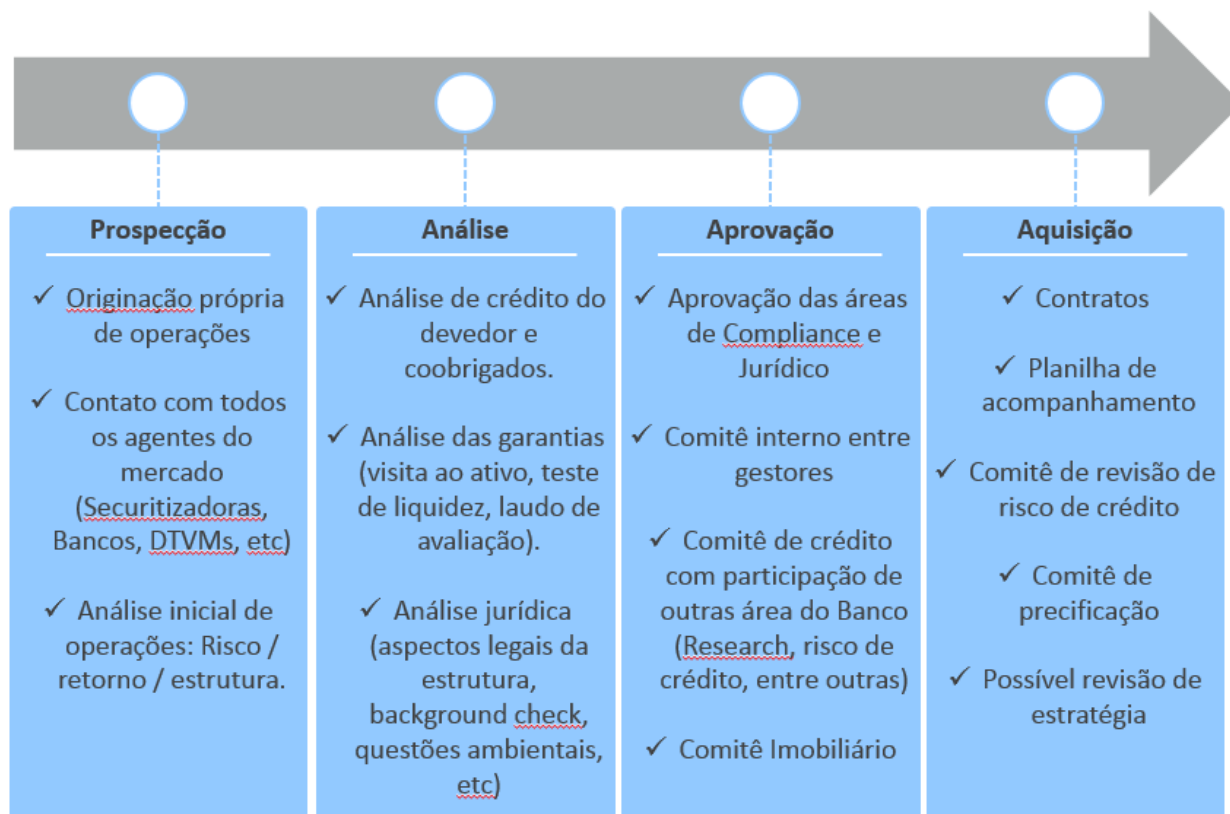 Prospecção
✓ Originação própria
de operações
✓ Contato com todos
os agentes do
mercado
(Securitizadoras,
Bancos, DTVMs, etc)
✓ Análise inicial de
operações: Risco /
retorno / estrutura.
Análise
✓ Análise de crédito do
devedor e
coobrigados.
✓ Análise das garantias
(visita ao ativo, teste
de liquidez, laudo de
avaliação).
✓ Análise jurídica
(aspectos legais da
estrutura,
background check,
questões ambientais,
etc)
Aprovação
✓ Aprovação das áreas
de Compliance e
Jurídico
✓ Comitê interno entre
gestores
✓ Comitê de crédito
com participação de
outras área do Banco
(Research, risco de
crédito, entre outras)
✓ Comitê Imobiliário
Aquisição
✓ Contratos
✓ Planilha de
acompanhamento
✓ Comitê de revisão de
risco de crédito
✓ Comitê de
precificação
✓ Possível revisão de
estratégia